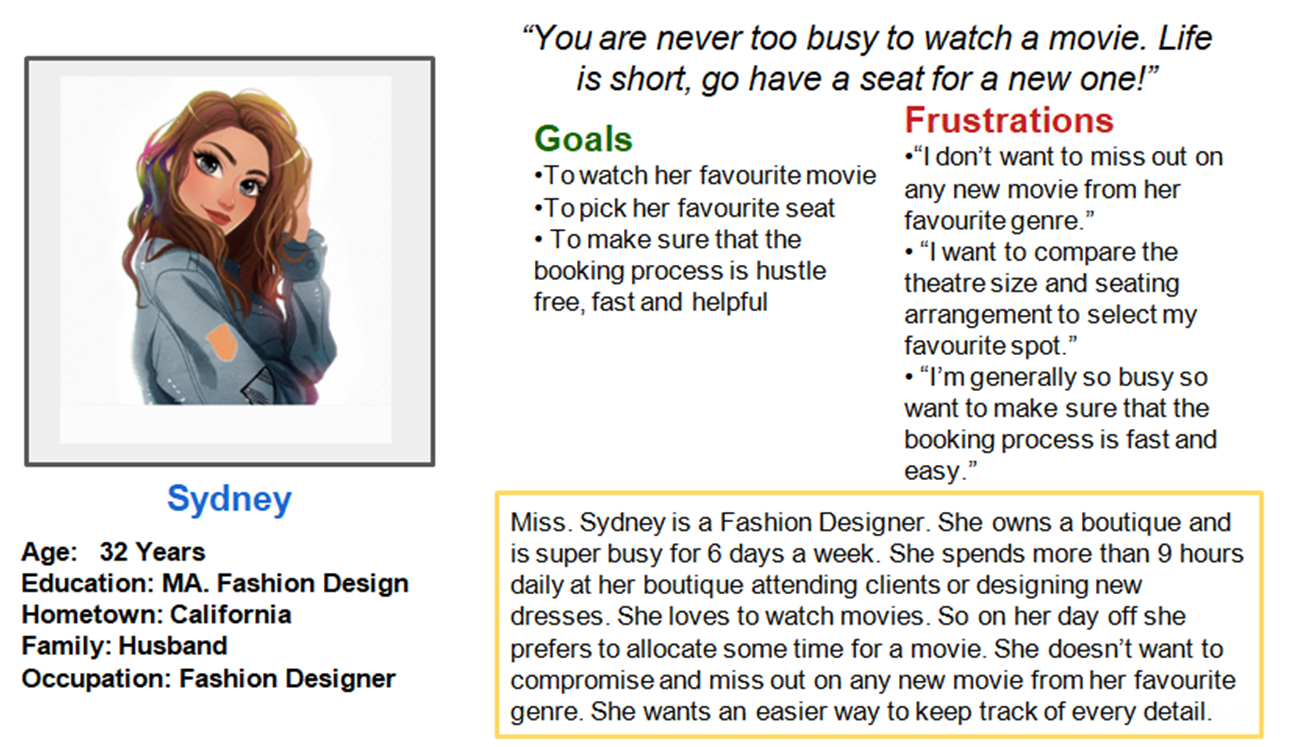 “You are never too busy to watch a movie. Life
is short, go have a seat for a new one!”
Goals
•To watch her favourite movie
•To pick her favourite seat
• To make sure that the
booking process is hustle
free, fast and helpful
Frustrations
•“I don’t want to miss out on
any new movie from her
favourite genre.”
• “I want to compare the
theatre size and seating
arrangement to select my
favourite spot.”
• “I’m generally so busy so
want to make sure that the
booking process is fast and
easy.”
Sydney
Age: 32 Years
Education: MA. Fashion Design
Hometown: California
Family: Husband
Occupation: Fashion Designer
Miss. Sydney is a Fashion Designer. She owns a boutique and
is super busy for 6 days a week. She spends more than 9 hours
daily at her boutique attending clients or designing new
dresses. She loves to watch movies. So on her day off she
prefers to allocate some time for a movie. She doesn’t want to
compromise and miss out on any new movie from her favourite
genre. She wants an easier way to keep track of every detail.